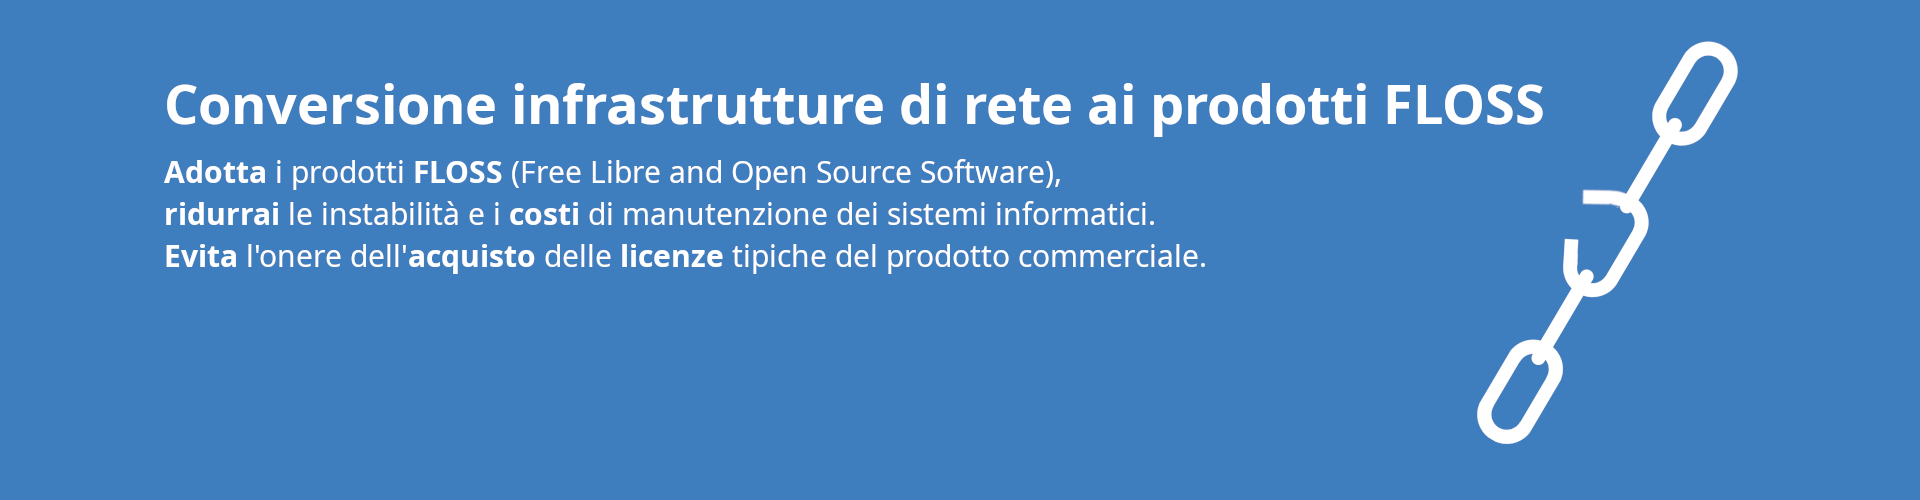 Conversione infrastrutture di rete ai prodotti FLOSS
Adotta i prodotti FLOSS (Free Libre and Open Source Software),
ridurrai le instabilità e i costi di manutenzione dei sistemi informatici.
Evita l'onere dell'acquisto delle licenze tipiche del prodotto commerciale.